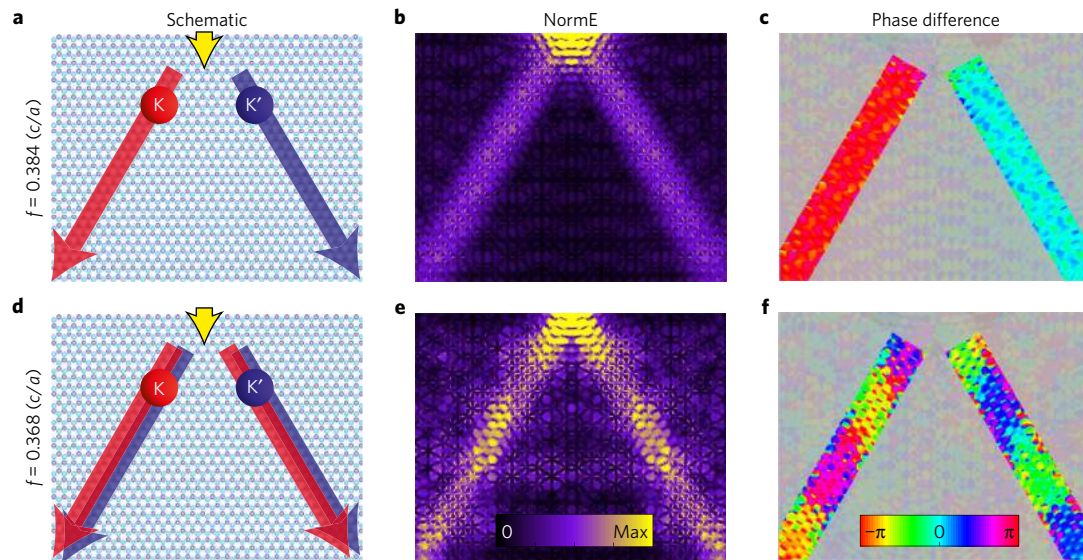 a
Schematic
b
NormE
c
Phase difference
f = 0.384 (c/a)
K
K′
d
e
f
f = 0.368 (c/a)
K
K′
0
Max
−π
0
π